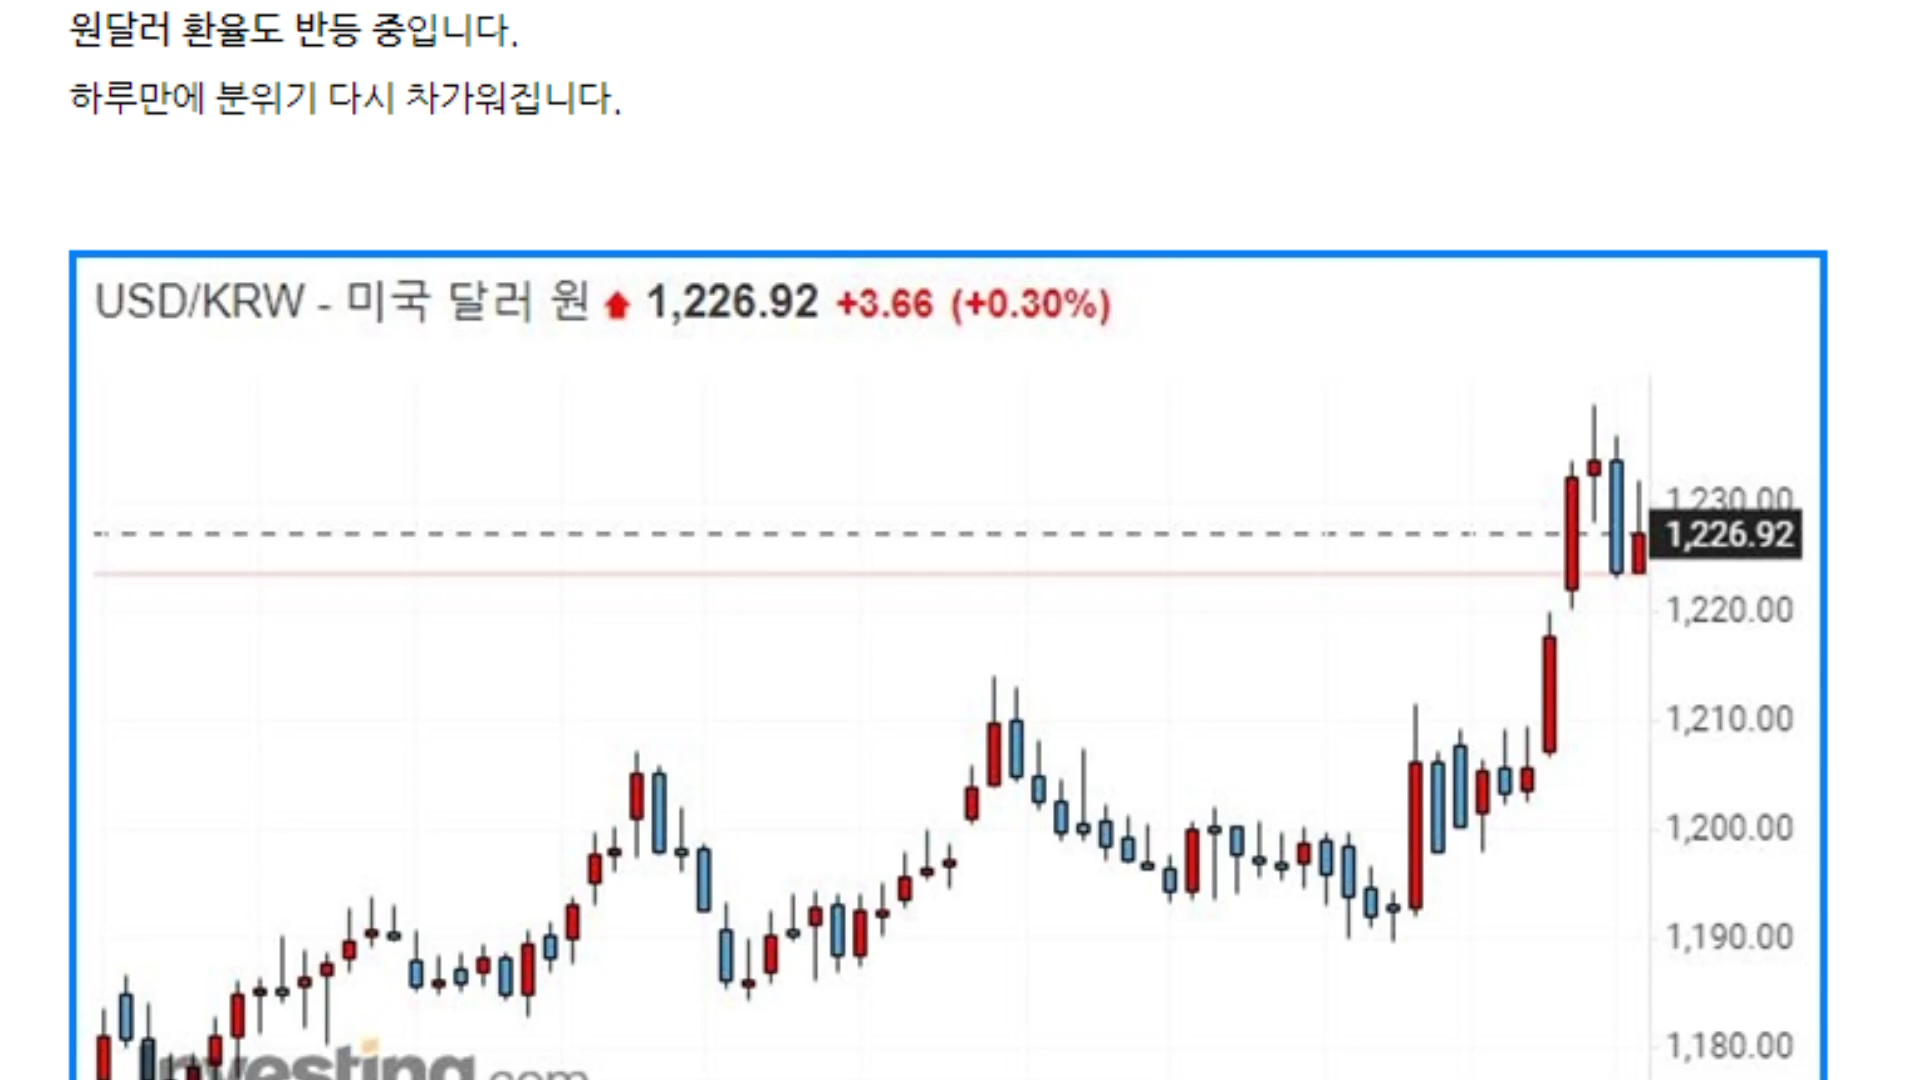 원달러 환율도 반등 중입니다.
하루만에 분위기 다시 차가워집니다.
USD/KRW - 미국 달러 원 1,226.92 +3.66 (+0.30%)
1,230.00
1,226.92
1,220.00
1,210.00
1,200.00
1,190.00
1,180.00
Investing.com